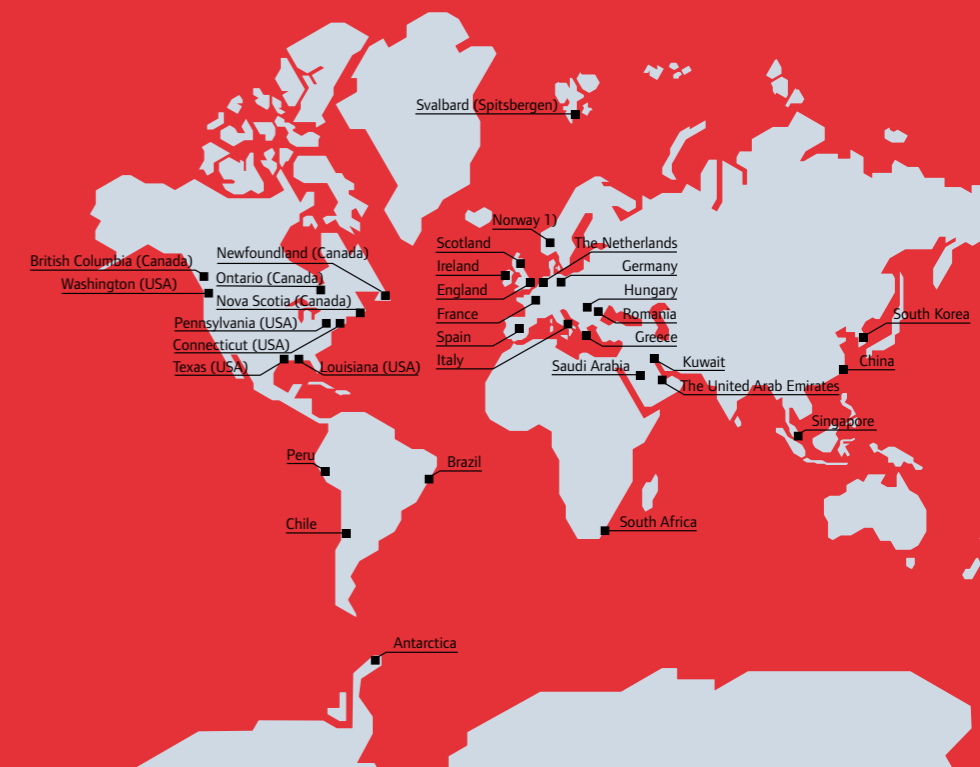 Svalbard (Spitsbergen)
Norway 1)
Scotland
The Netherlands
Newfoundland (Canada)
British Columbia (Canada)
Ireland
Germany
Ontario (Canada)
Washington (USA)
England
Hungary
Nova Scotia (Canada)
France
Romania
South Korea
Pennsylvania (USA)
Spain
Greece
Connecticut (USA)
Italy
Kuwait
China
Texas (USA)
Louisiana (USA)
Saudi Arabia
The United Arab Emirates
Singapore
Peru
Brazil
Chile
South Africa
Antarctica